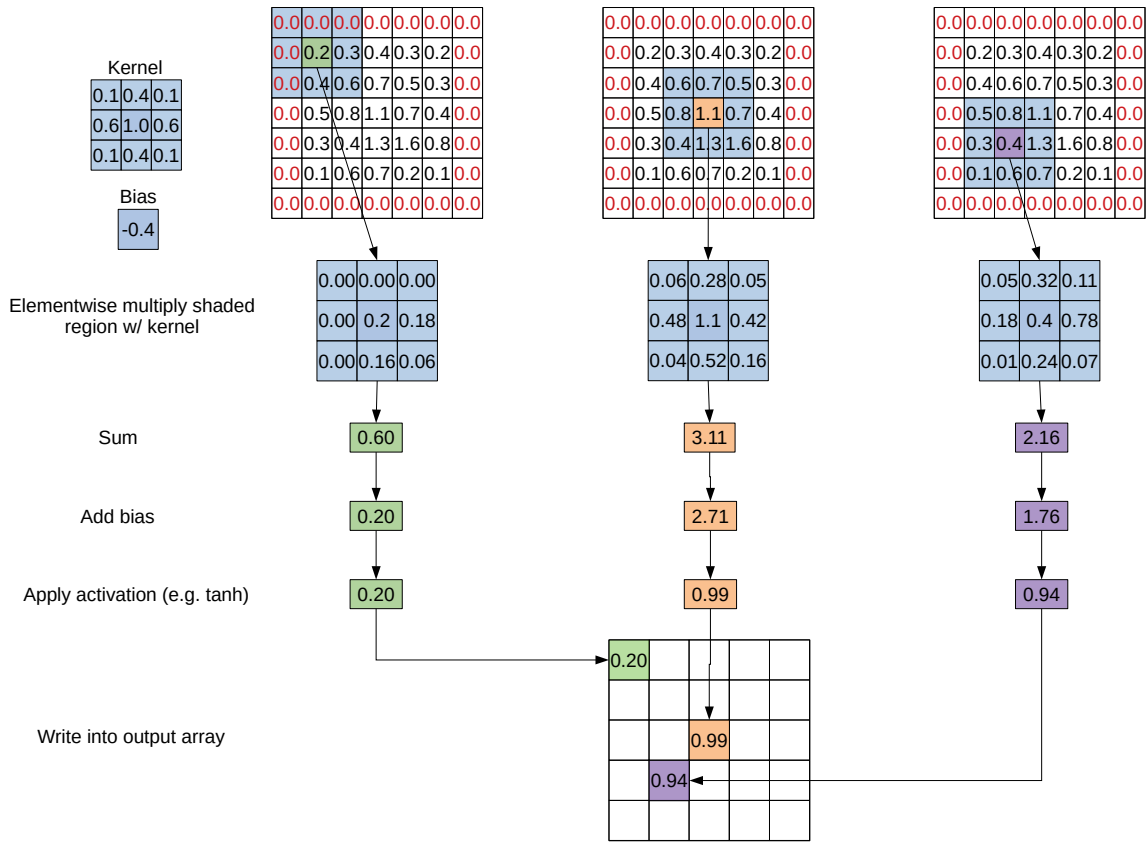 0.0 0.0 0.0 0.0 0.0 0.0 0.0
0.0 0.2 0.3 0.4 0.3 0.2 0.0
0.0 0.4 0.6 0.7 0.5 0.3 0.0
0.0 0.5 0.8 1.1 0.7 0.4 0.0
0.0 0.3 0.4 1.3 1.6 0.8 0.0
0.0 0.1 0.6 0.7 0.2 0.1 0.0
0.0 0.0 0.0 0.0 0.0 0.0 0.0
0.0 0.0 0.0 0.0 0.0 0.0 0.0
0.0 0.2 0.3 0.4 0.3 0.2 0.0
0.0 0.4 0.6 0.7 0.5 0.3 0.0
0.0 0.5 0.8 1.1 0.7 0.4 0.0
0.0 0.3 0.4 1.3 1.6 0.8 0.0
0.0 0.1 0.6 0.7 0.2 0.1 0.0
0.0 0.0 0.0 0.0 0.0 0.0 0.0
0.0 0.0 0.0 0.0 0.0 0.0 0.0
0.0 0.2 0.3 0.4 0.3 0.2 0.0
0.0 0.4 0.6 0.7 0.5 0.3 0.0
0.0 0.5 0.8 1.1 0.7 0.4 0.0
0.0 0.3 0.4 1.3 1.6 0.8 0.0
0.0 0.1 0.6 0.7 0.2 0.1 0.0
0.0 0.0 0.0 0.0 0.0 0.0 0.0
Kernel
0.1 0.4 0.1
0.6 1.0 0.6
0.1 0.4 0.1
Bias
-0.4
Elementwise multiply shaded
region w/ kernel
0.00 0.00 0.00
0.00 0.2 0.18
0.00 0.16 0.06
0.06 0.28 0.05
0.48 1.1 0.42
0.04 0.52 0.16
0.05 0.32 0.11
0.18 0.4 0.78
0.01 0.24 0.07
Sum
0.60
3.11
2.16
Add bias
0.20
2.71
1.76
Apply activation (e.g. tanh)
0.20
0.99
0.94
Write into output array
0.20
0.99
0.94